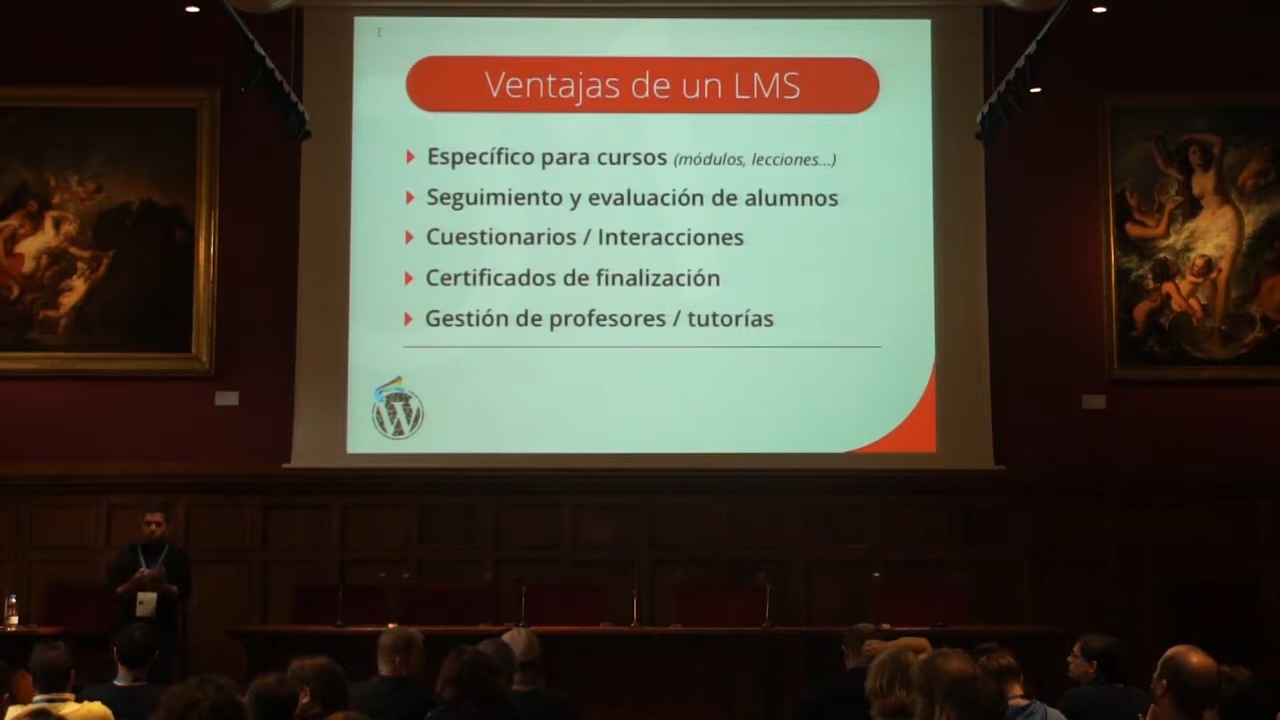 Ventajas de un LMS
Específico para cursos (módulos, lecciones...)
Seguimiento y evaluación de alumnos
Cuestionarios / Interacciones
Certificados de finalización
Gestión de profesores / tutorías
W